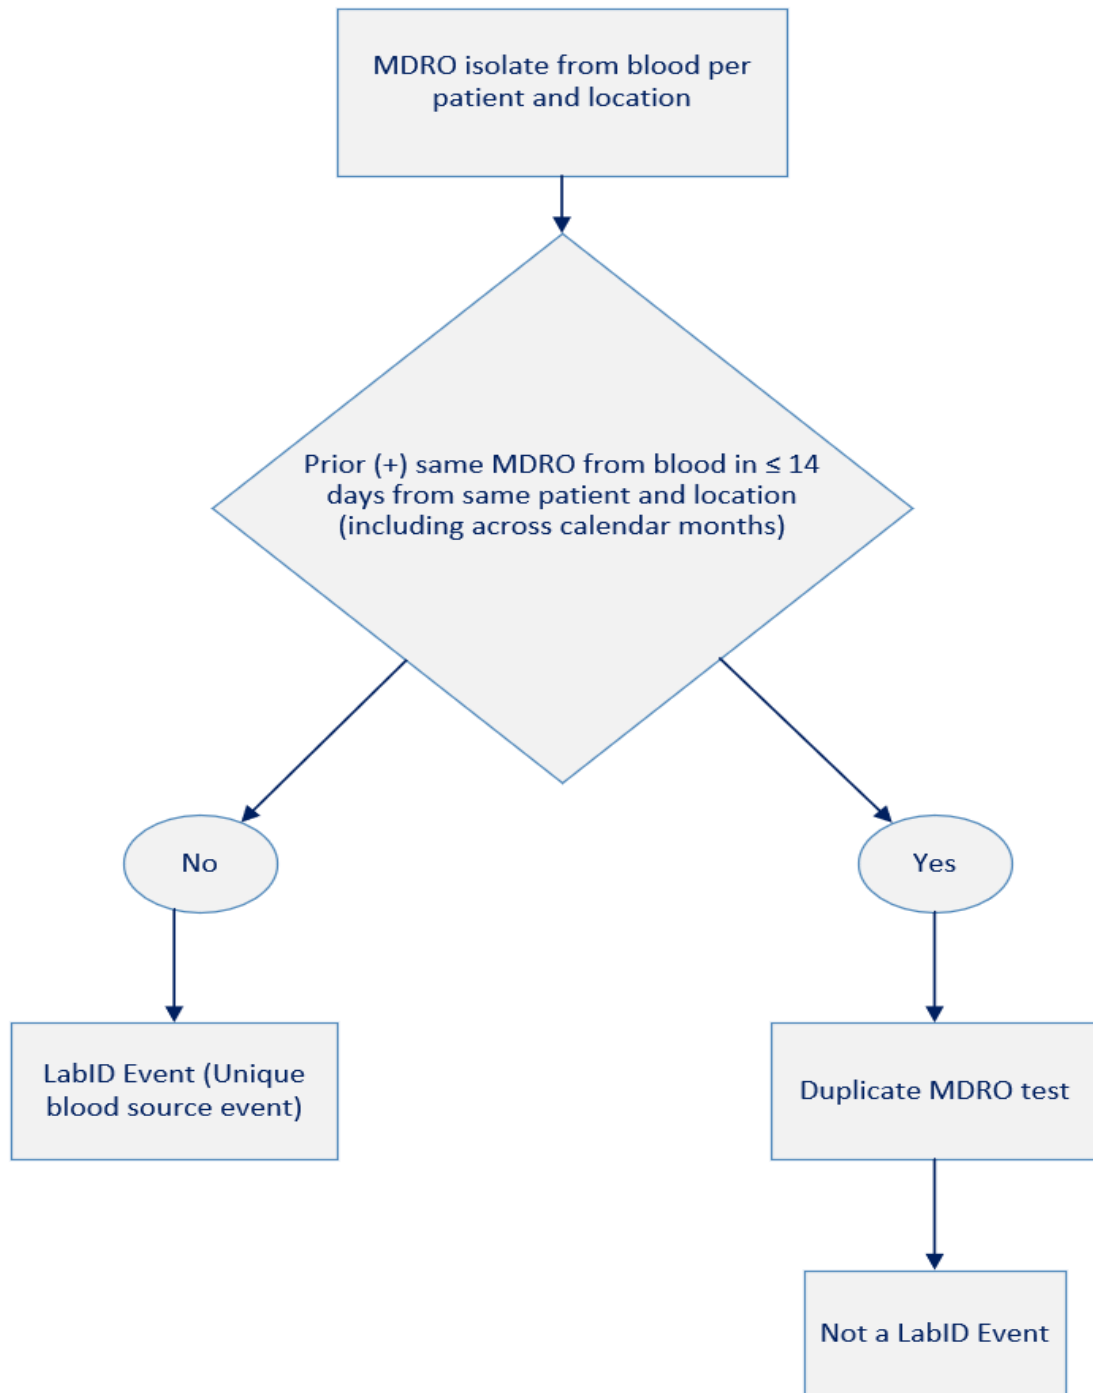 MDRO isolate from blood per
patient and location
Prior (+) same MDRO from blood in ≤ 14
days from same patient and location
(including across calendar months)
No
Yes
LabID Event (Unique
blood source event)
Duplicate MDRO test
Not a LabID Event